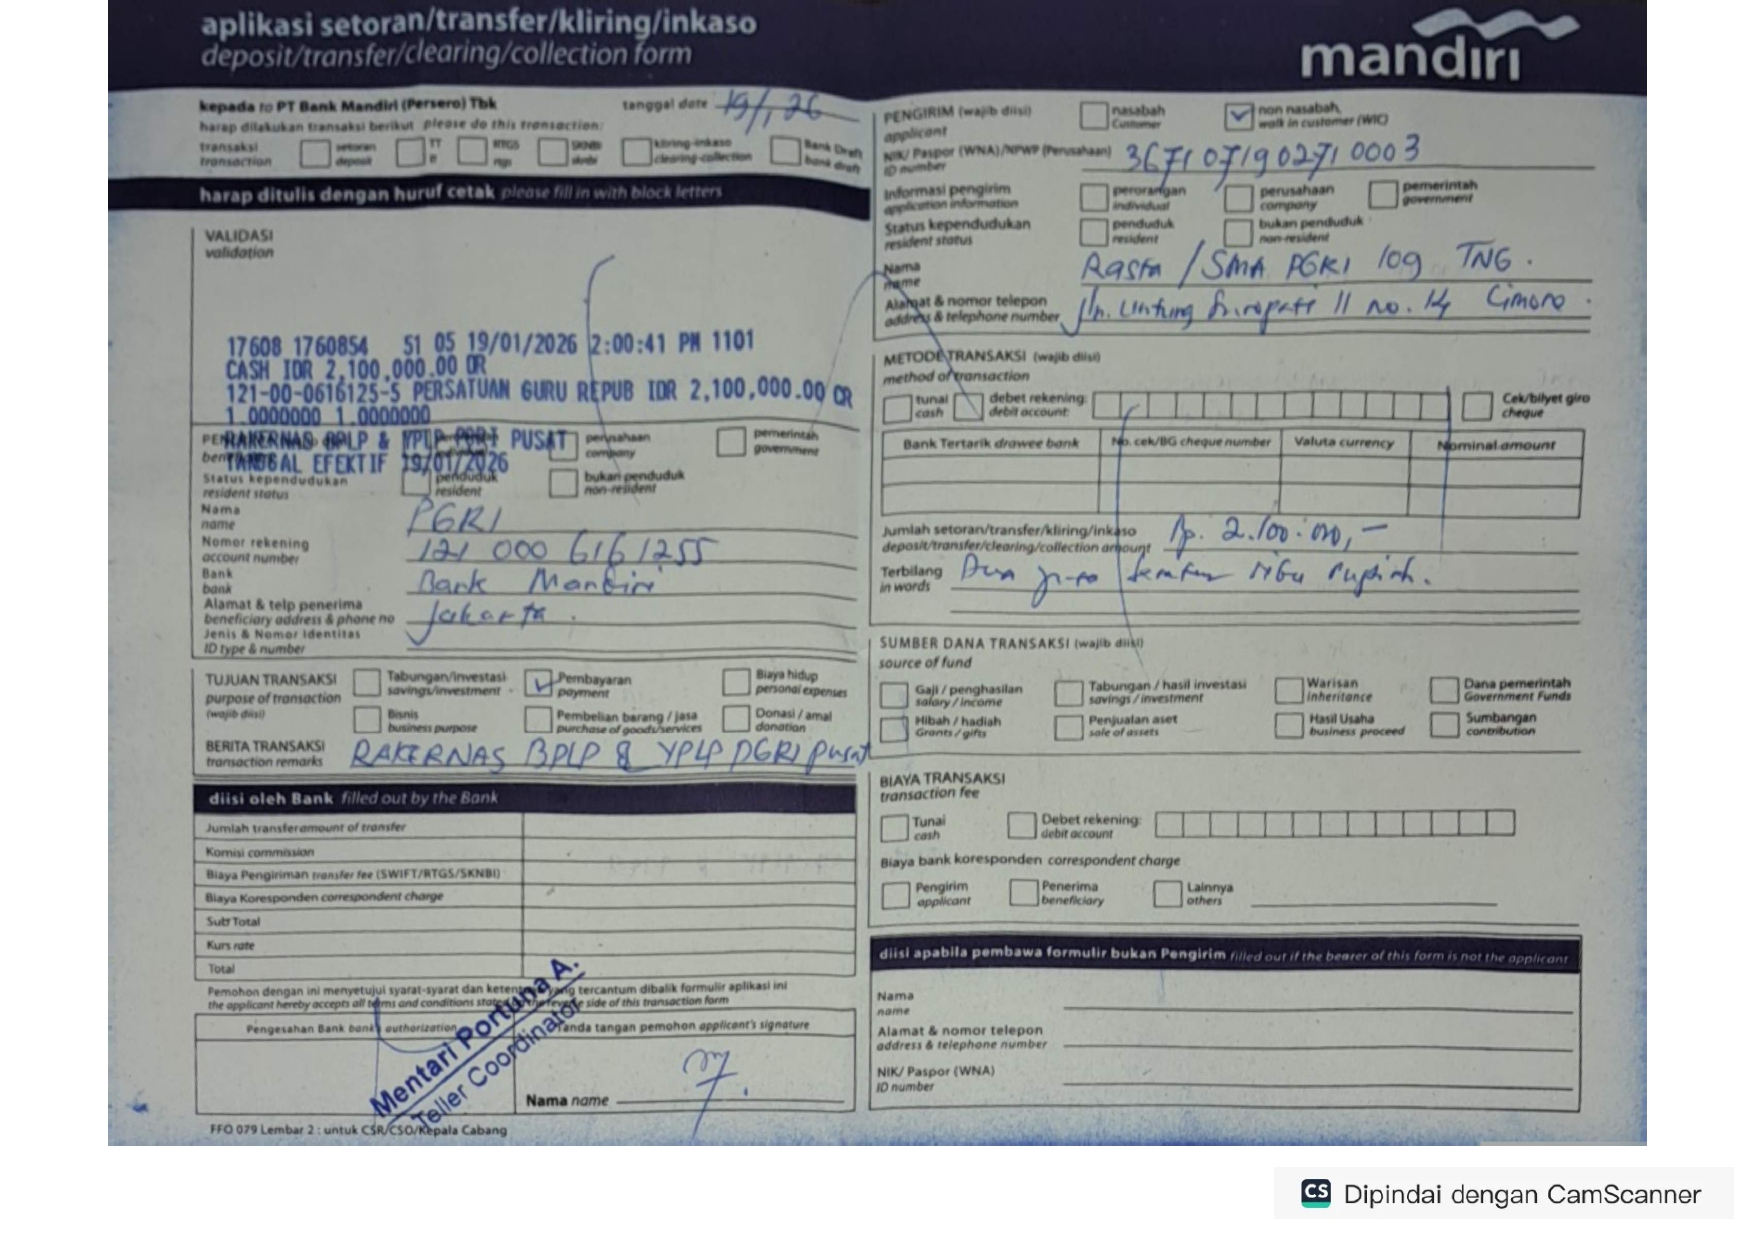 aplikasi setoran/transfer/kliring/inkaso
deposit/transfer/clearing/collection form
mandiri
kepada to PT Bank Mandiri (Persero) Tbk
tanggal date 19/1 26
harap dilakukan transaksi berikut please do this transaction:
transaksi
transaction
setoran
deposit
TT
tt
RTGS
rtgs
SKNBI
sknbi
kliring-inkaso
clearing-collection
Bank Draft
bank draft
harap ditulis dengan huruf cetak please fill in with block letters
VALIDASI
validation
17608 1760854 51 05 19/01/2026 2:00:41 PM 1101
CASH IDR 2,100,000.00 DR
121-00-0616125-5 PERSATUAN GURU REPUB IDR 2,100,000.00 CR
1.0000000 1.0000000
RAKERNAS BPLP & YPLP PGRI PUSAT
TANGGAL EFEKTIF 19/01/2026
perusahaan
company
pemerintah
government
Status kependudukan
resident status
penduduk
resident
bukan penduduk
non-resident
Nama
name
PGRI
Nomor rekening
account number
121 000 6161255
Bank
bank
Bank Mandiri
Alamat & telp penerima
beneficiary address & phone no
Jakarta.
Jenis & Nomor Identitas
ID type & number
TUJUAN TRANSAKSI
purpose of transaction
(wajib diisi)
Tabungan/investasi
savings/investment
Pembayaran
payment
Biaya hidup
personal expenses
Bisnis
business purpose
Pembelian barang / jasa
purchase of goods/services
Donasi / amal
donation
BERITA TRANSAKSI
transaction remarks
RAKERNAS BPLP & YPLP PGRI Pusat
diisi oleh Bank filled out by the Bank
Jumlah transfer amount of transfer
Komisi commission
Biaya Pengiriman transfer fee (SWIFT/RTGS/SKNBI)
Biaya Koresponden correspondent charge
Sub Total
Kurs rate
Total
Pemohon dengan ini menyetujui syarat-syarat dan ketentuan yang tercantum dibalik formulir aplikasi ini
the applicant hereby accepts all terms and conditions stated on the reverse side of this transaction form
Pengesahan Bank bank's authorization
Tanda tangan pemohon applicant's signature
Mentari Portuna A.
Teller Coordinator
Nama name
FFO 079 Lembar 2 : untuk CSR/CSO/Kepala Cabang
PENGIRIM (wajib diisi)
applicant
nasabah
Customer
non nasabah
walk in customer (WIC)
NIK/ Paspor (WNA)/NPWP (Perusahaan)
ID number
3671071902710003
Informasi pengirim
application information
perorangan
individual
perusahaan
company
pemerintah
government
Status kependudukan
resident status
penduduk
resident
bukan penduduk
non-resident
Nama
name
Rasta / SMA PGRI 109 TNG.
Alamat & nomor telepon
address & telephone number
Jln. Untung Suropati II no. 14 Cimone.
METODE TRANSAKSI (wajib diisi)
method of transaction
tunai
cash
debet rekening:
debit account:
Cek/bilyet giro
cheque
Bank Tertarik drawee bank
No. cek/BG cheque number
Valuta currency
Nominal amount
Jumlah setoran/transfer/kliring/inkaso
deposit/transfer/clearing/collection amount
Rp. 2.100.000,-
Terbilang
in words
Dua juta seratus ribu rupiah.
SUMBER DANA TRANSAKSI (wajib diisi)
source of fund
Gaji / penghasilan
salary / income
Tabungan / hasil investasi
savings / investment
Warisan
inheritance
Dana pemerintah
Government Funds
Hibah / hadiah
Grants / gifts
Penjualan aset
sale of assets
Hasil Usaha
business proceed
Sumbangan
contribution
BIAYA TRANSAKSI
transaction fee
Tunai
cash
Debet rekening:
debit account
Biaya bank koresponden correspondent charge
Pengirim
applicant
Penerima
beneficiary
Lainnya
others
diisi apabila pembawa formulir bukan Pengirim filled out if the bearer of this form is not the applicant
Nama
name
Alamat & nomor telepon
address & telephone number
NIK/ Paspor (WNA)
ID number
CS Dipindai dengan CamScanner